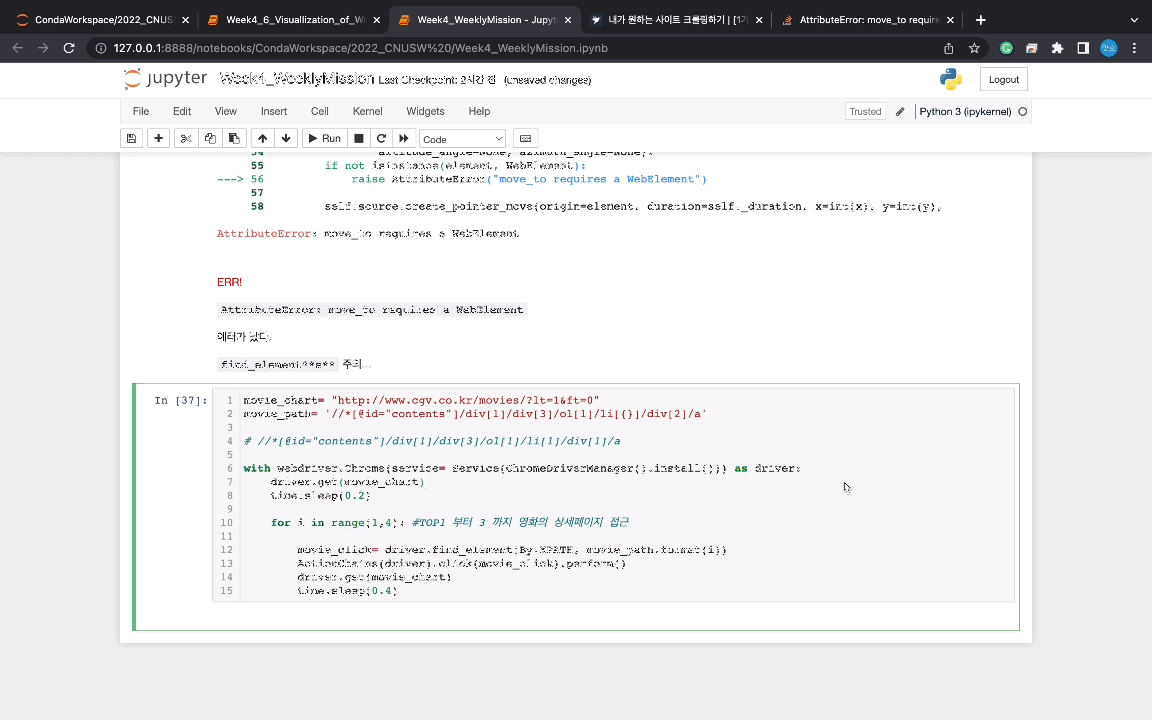 CondaWorkspace/2022_CNUS
Week4_6_Visuallization_of_W
Week4_WeeklyMission - Jupyt
내가 원하는 사이트 크롤링하기 | [1기
AttributeError: move_to require
127.0.0.1:8888/notebooks/CondaWorkspace/2022_CNUSW%20/Week4_WeeklyMission.ipynb
jupyter Week4_WeeklyMission Last Checkpoint: 2시간 전 (unsaved changes)
Logout
File Edit View Insert Cell Kernel Widgets Help
Trusted Python 3 (ipykernel)
Run Code
54 altitude_angle=None, azimuth_angle=None):
55 if not isinstance(element, WebElement):
---> 56 raise AttributeError("move_to requires a WebElement")
57
58 self.source.create_pointer_move(origin=element, duration=self._duration, x=int(x), y=int(y),
AttributeError: move_to requires a WebElement
ERR!
AttributeError: move_to requires a WebElement
에러가 났다.
find_element**s** 주의...
In [37]:
1 movie_chart= "http://www.cgv.co.kr/movies/?lt=1&ft=0"
2 movie_path= '//*[@id="contents"]/div[1]/div[3]/ol[1]/li[{}]/div[2]/a'
3
4 # //*[@id="contents"]/div[1]/div[3]/ol[1]/li[1]/div[1]/a
5
6 with webdriver.Chrome(service= Service(ChromeDriverManager().install())) as driver:
7 driver.get(movie_chart)
8 time.sleep(0.2)
9
10 for i in range(1,4): #TOP1 부터 3 까지 영화의 상세페이지 접근
11
12 movie_click= driver.find_element(By.XPATH, movie_path.format(i))
13 ActionChains(driver).click(movie_click).perform()
14 driver.get(movie_chart)
15 time.sleep(0.4)